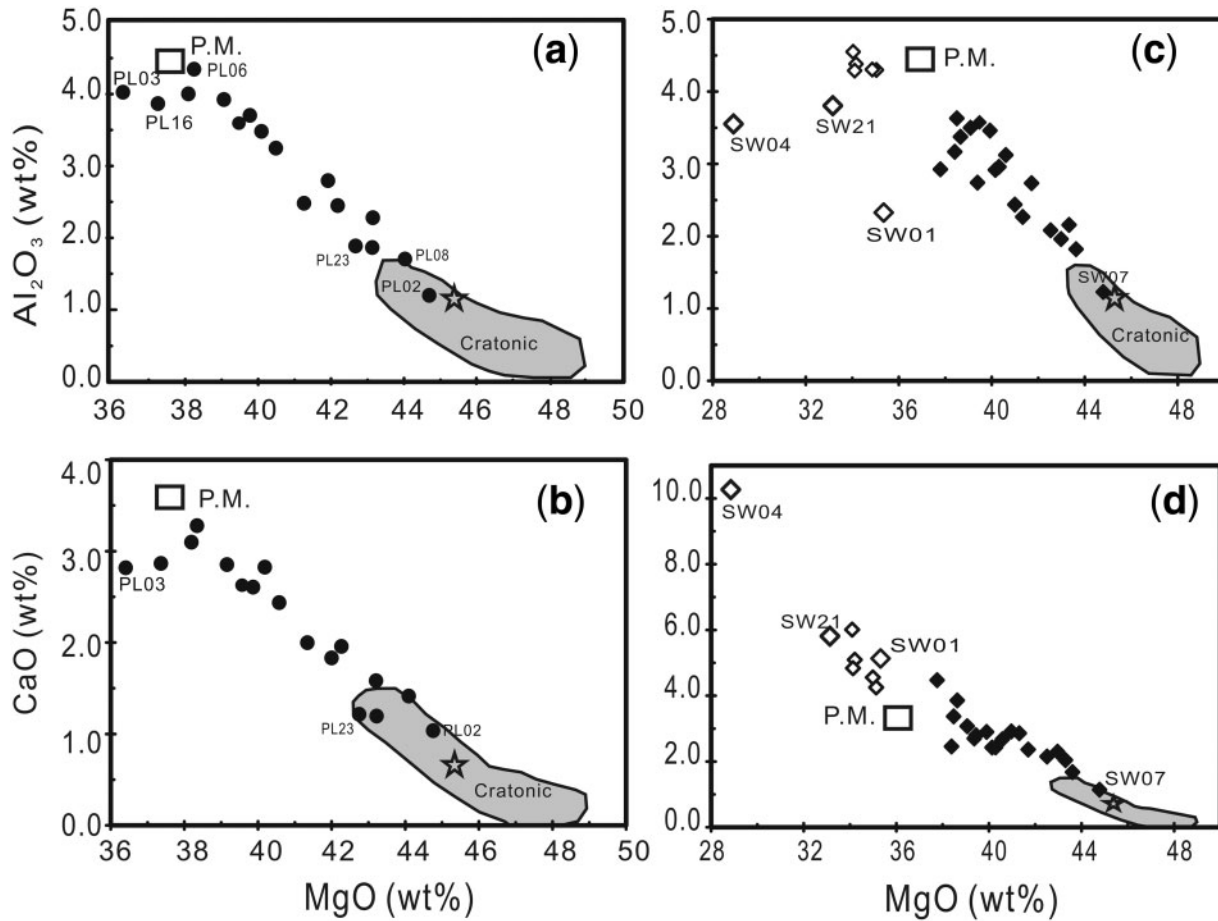 5.0
4.0
3.0
2.0
1.0
0.0
Al₂O₃ (wt%)
P.M.
(a)
PL03
PL06
PL16
PL23
PL08
PL02
Cratonic
36 38 40 42 44 46 48 50
5.0
4.0
3.0
2.0
1.0
0.0
(c)
P.M.
SW21
SW04
SW01
SW07
Cratonic
28 32 36 40 44 48
4.0
3.0
2.0
1.0
0.0
CaO (wt%)
P.M.
(b)
PL03
PL23
PL02
Cratonic
36 38 40 42 44 46 48 50
MgO (wt%)
10.0
8.0
6.0
4.0
2.0
0.0
(d)
SW04
SW21
SW01
P.M.
SW07
28 32 36 40 44 48
MgO (wt%)